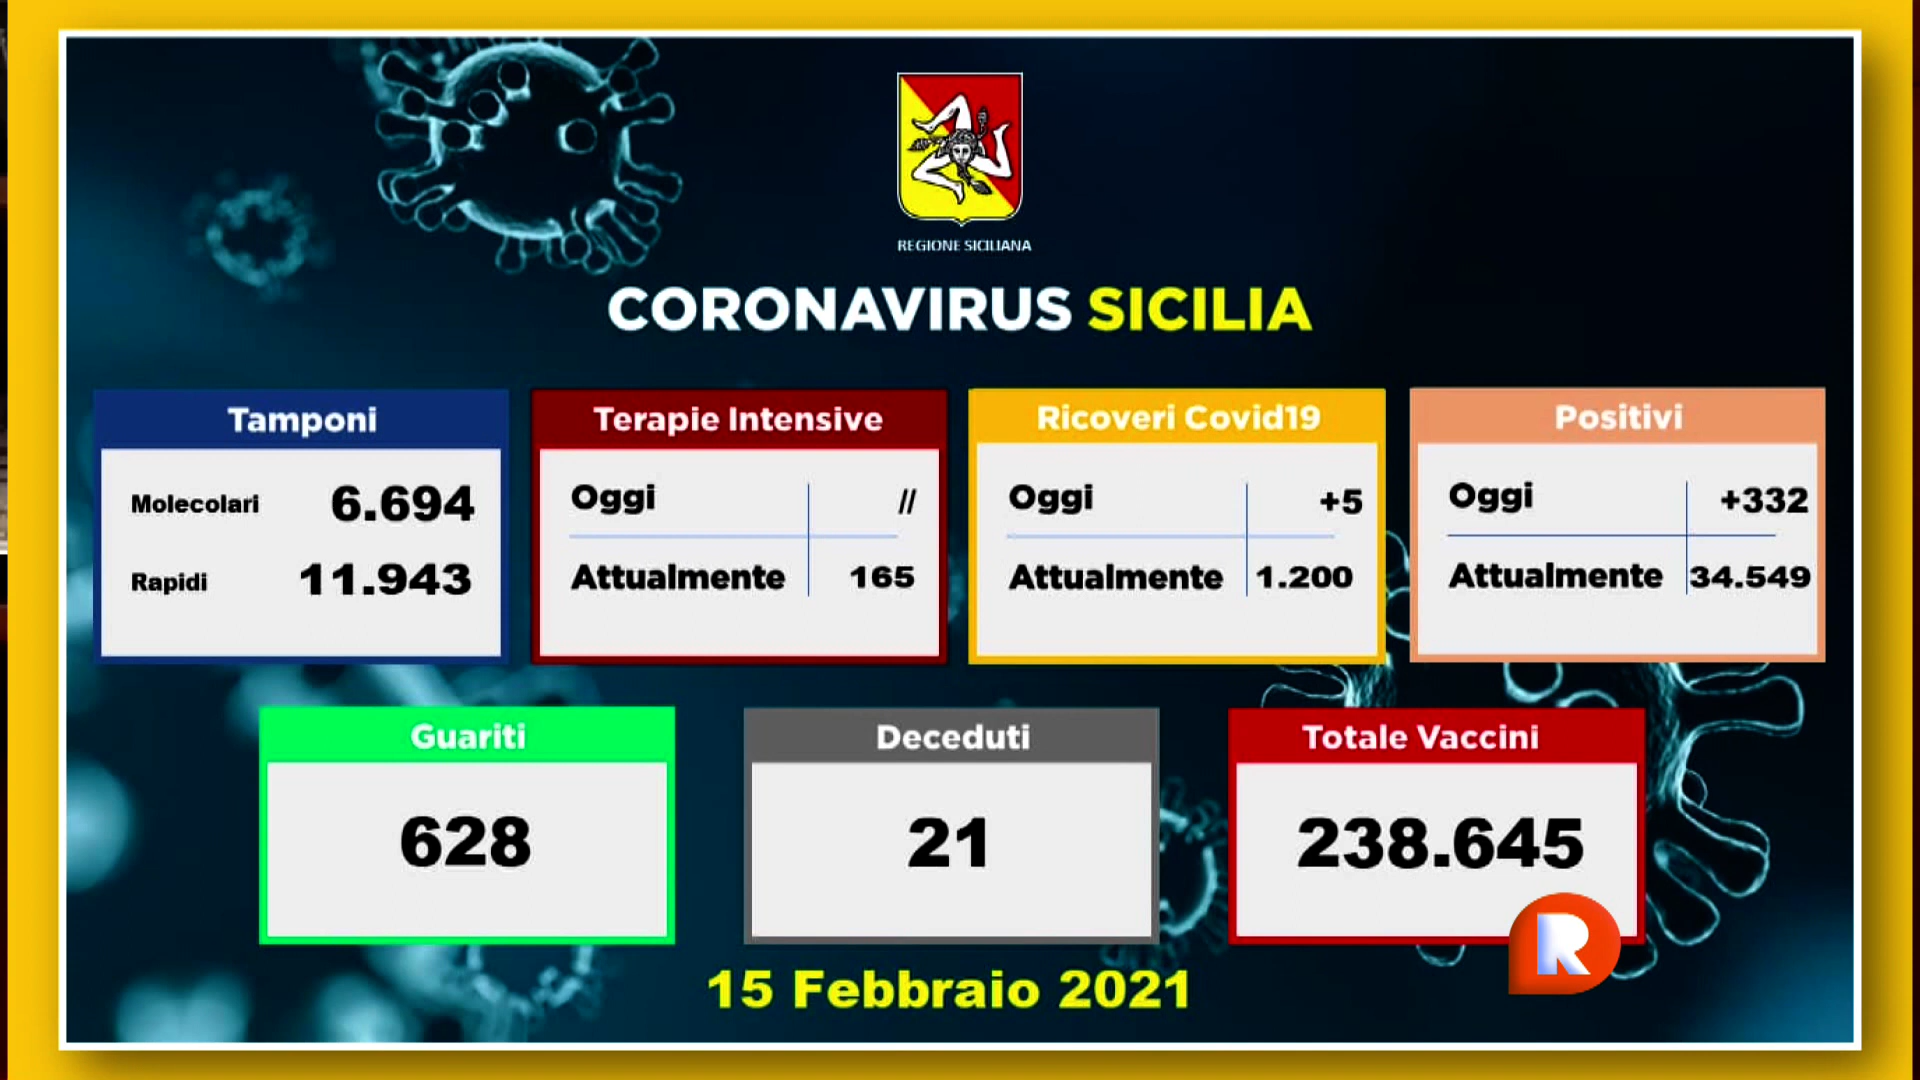 REGIONE SICILIANA
CORONAVIRUS SICILIA
Tamponi
Molecolari 6.694
Rapidi 11.943
Terapie Intensive
Oggi //
Attualmente 165
Ricoveri Covid19
Oggi +5
Attualmente 1.200
Positivi
Oggi +332
Attualmente 34.549
Guariti
628
Deceduti
21
Totale Vaccini
238.645
R
15 Febbraio 2021